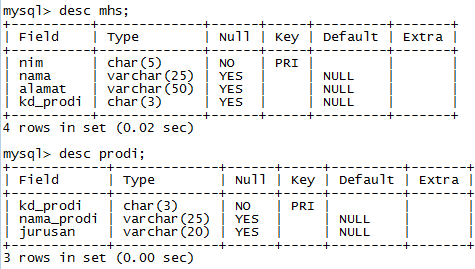 mysql> desc mhs;
+----------+-------------+------+-----+---------+-------+
| Field    | Type        | Null | Key | Default | Extra |
+----------+-------------+------+-----+---------+-------+
| nim      | char(5)     | NO   | PRI |         |       |
| nama     | varchar(25) | YES  |     | NULL    |       |
| alamat   | varchar(50) | YES  |     | NULL    |       |
| kd_prodi | char(3)     | YES  |     | NULL    |       |
+----------+-------------+------+-----+---------+-------+
4 rows in set (0.02 sec)
mysql> desc prodi;
+------------+-------------+------+-----+---------+-------+
| Field      | Type        | Null | Key | Default | Extra |
+------------+-------------+------+-----+---------+-------+
| kd_prodi   | char(3)     | NO   | PRI |         |       |
| nama_prodi | varchar(25) | YES  |     | NULL    |       |
| jurusan    | varchar(20) | YES  |     | NULL    |       |
+------------+-------------+------+-----+---------+-------+
3 rows in set (0.00 sec)